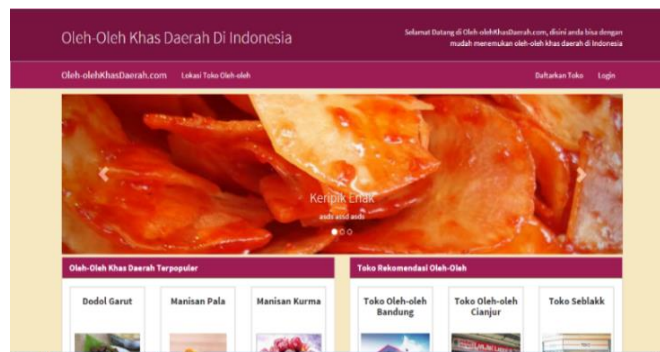 Oleh-Oleh Khas Daerah Di Indonesia
Selamat Datang di Oleh-olehKhasDaerah.com, disini anda bisa dengan
mudah menemukan oleh-oleh khas daerah di Indonesia
Oleh-olehKhasDaerah.com Lokasi Toko Oleh-oleh Daftarkan Toko Login
Keripik Enak
asds assd asds
Oleh-Oleh Khas Daerah Terpopuler
Dodol Garut Manisan Pala Manisan Kurma
Toko Rekomendasi Oleh-Oleh
Toko Oleh-oleh
Bandung
Toko Oleh-oleh
Cianjur
Toko Seblakk